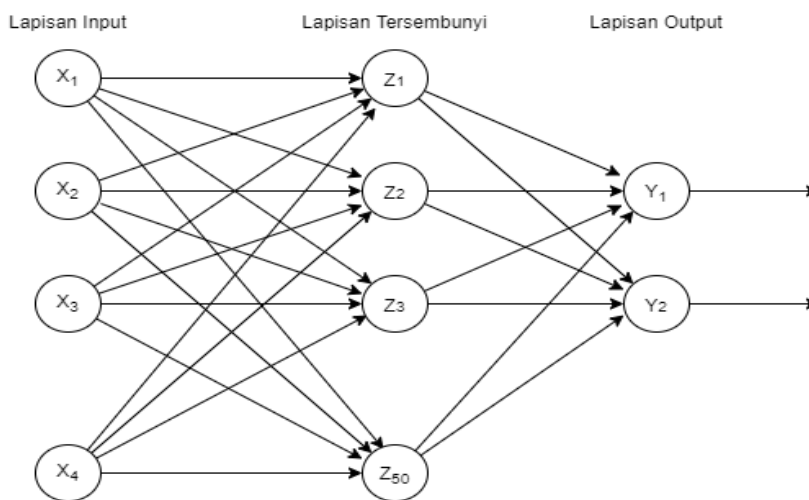 Lapisan Input Lapisan Tersembunyi Lapisan Output
X1 Z1
X2 Z2 Y1
X3 Z3 Y2
X4 Z50